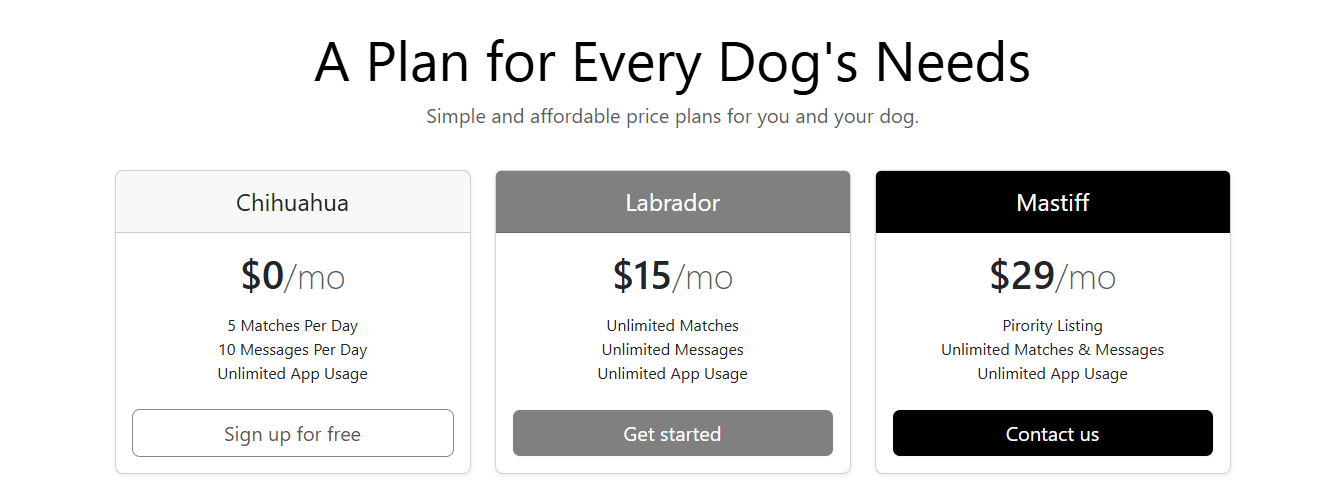 A Plan for Every Dog's Needs
Simple and affordable price plans for you and your dog.
Chihuahua
$0/mo
5 Matches Per Day
10 Messages Per Day
Unlimited App Usage
Sign up for free
Labrador
$15/mo
Unlimited Matches
Unlimited Messages
Unlimited App Usage
Get started
Mastiff
$29/mo
Pirority Listing
Unlimited Matches & Messages
Unlimited App Usage
Contact us